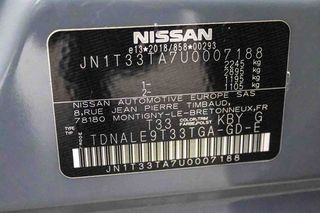 NISSAN
e13*2018/858*00293
JN1T33TA7U0007188
2245 kg
2895 kg
1- 1195 kg
2- 1105 kg
NISSAN AUTOMOTIVE EUROPE SAS
8,RUE JEAN PIERRE TIMBAUD,
78180 MONTIGNY-LE-BRETONNEUX,FR
T33 KBY G
TDNALE9T33TGA-GD-E
JN1T33TA7U0007188